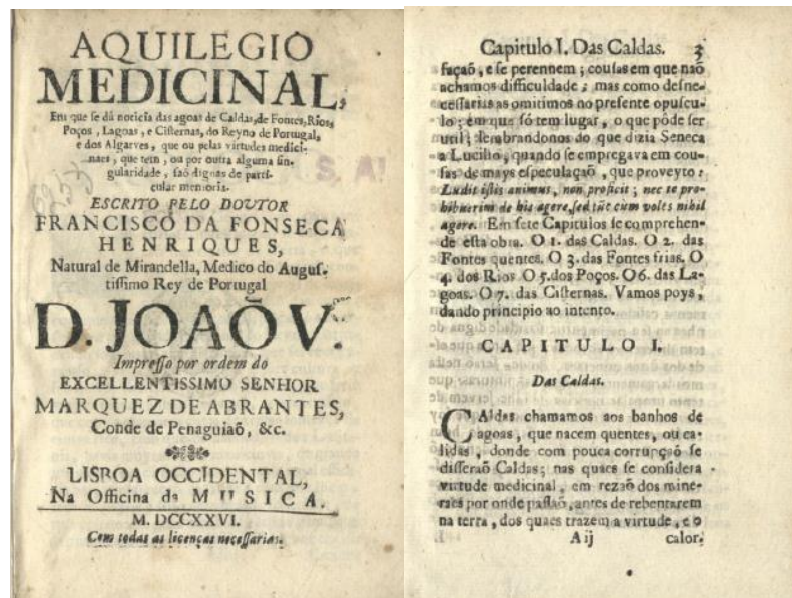 AQUILEGIO
MEDICINAL,
Em que se dá noticia das agoas de Caldas, de Fontes, Rios,
Poços, Lagoas, e Cisternas, do Reyno de Portugal,
e dos Algarves, que ou pelas virtudes medici-
naes, que tem, ou por outra alguma sin-
gularidade, saõ dignas de parti-
cular memoria.
ESCRITO PELO DOUTOR
FRANCISCO DA FONSECA
HENRIQUES,
Natural de Mirandella, Medico do Augus-
tissimo Rey de Portugal
D. JOAÕ V.
Impresso por ordem do
EXCELLENTISSIMO SENHOR
MARQUEZ DE ABRANTES,
Conde de Penaguiaõ, &c.
LISBOA OCCIDENTAL,
Na Officina da MUSICA.
M. DCCXXVI.
Com todas as licenças necessarias.
Capitulo I. Das Caldas. 3
façaõ, e se perennem; cousas em que naõ
achamos difficuldade; mas como desne-
cessarias as omitimos no presente opuscu-
lo; em que só tem lugar, o que póde ser
util; lembrandonos do que dizia Seneca
a Lucilio, quando se empregava em cou-
sas de mays especulaçaõ, que proveyto:
Ludit istis animus, non proficit; nec te pro-
hibuerim de his agere, sed tũc cùm voles nihil
agere. Em sete Capitulos se comprehen-
de esta obra. O 1. das Caldas. O 2. das
Fontes quentes. O 3. das Fontes frias. O
4. dos Rios O 5. dos Poços. O 6. das La-
goas. O 7. das Cisternas. Vamos poys,
dando principio ao intento.
CAPITULO I.
Das Caldas.
CAldas chamamos aos banhos de
agoas, que nacem quentes, ou ca-
lidas, donde com pouca corrupçaõ se
disseraõ Caldas; nas quaes se considera
virtude medicinal, em rezaõ dos mine-
raes por onde passaõ, antes de rebentarem
na terra, dos quaes trazem a virtude, e o
A ij calor.